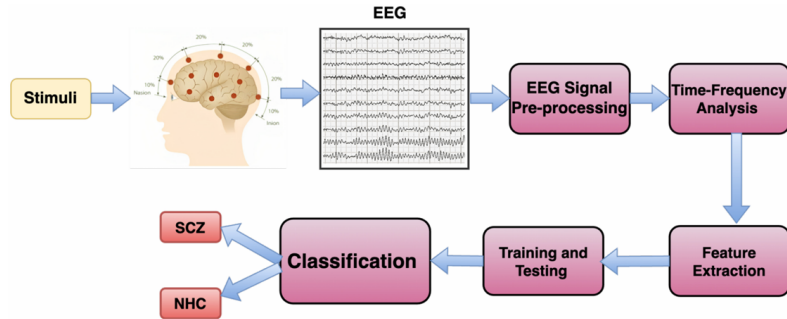 EEG
20%
20%
20%
20%
10%
10%
Nasion
Inion
Stimuli
EEG Signal
Pre-processing
Time-Frequency
Analysis
Feature
Extraction
Training and
Testing
Classification
SCZ
NHC